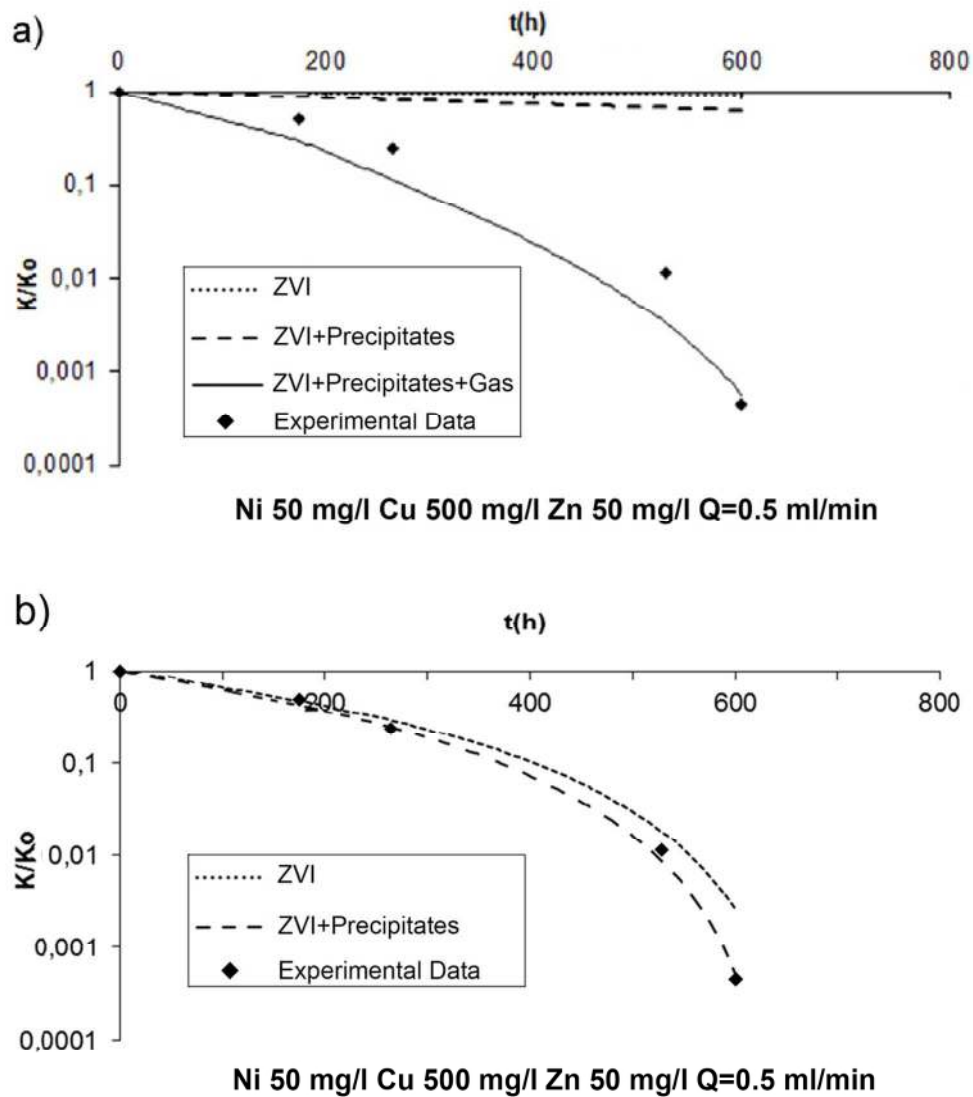 a)
t(h)
0 200 400 600 800
1
0,1
0,01
0,001
0,0001
K/Ko
ZVI
ZVI+Precipitates
ZVI+Precipitates+Gas
Experimental Data
Ni 50 mg/l Cu 500 mg/l Zn 50 mg/l Q=0.5 ml/min
b)
t(h)
1
0 200 400 600 800
0,1
0,01
0,001
0,0001
K/Ko
ZVI
ZVI+Precipitates
Experimental Data
Ni 50 mg/l Cu 500 mg/l Zn 50 mg/l Q=0.5 ml/min